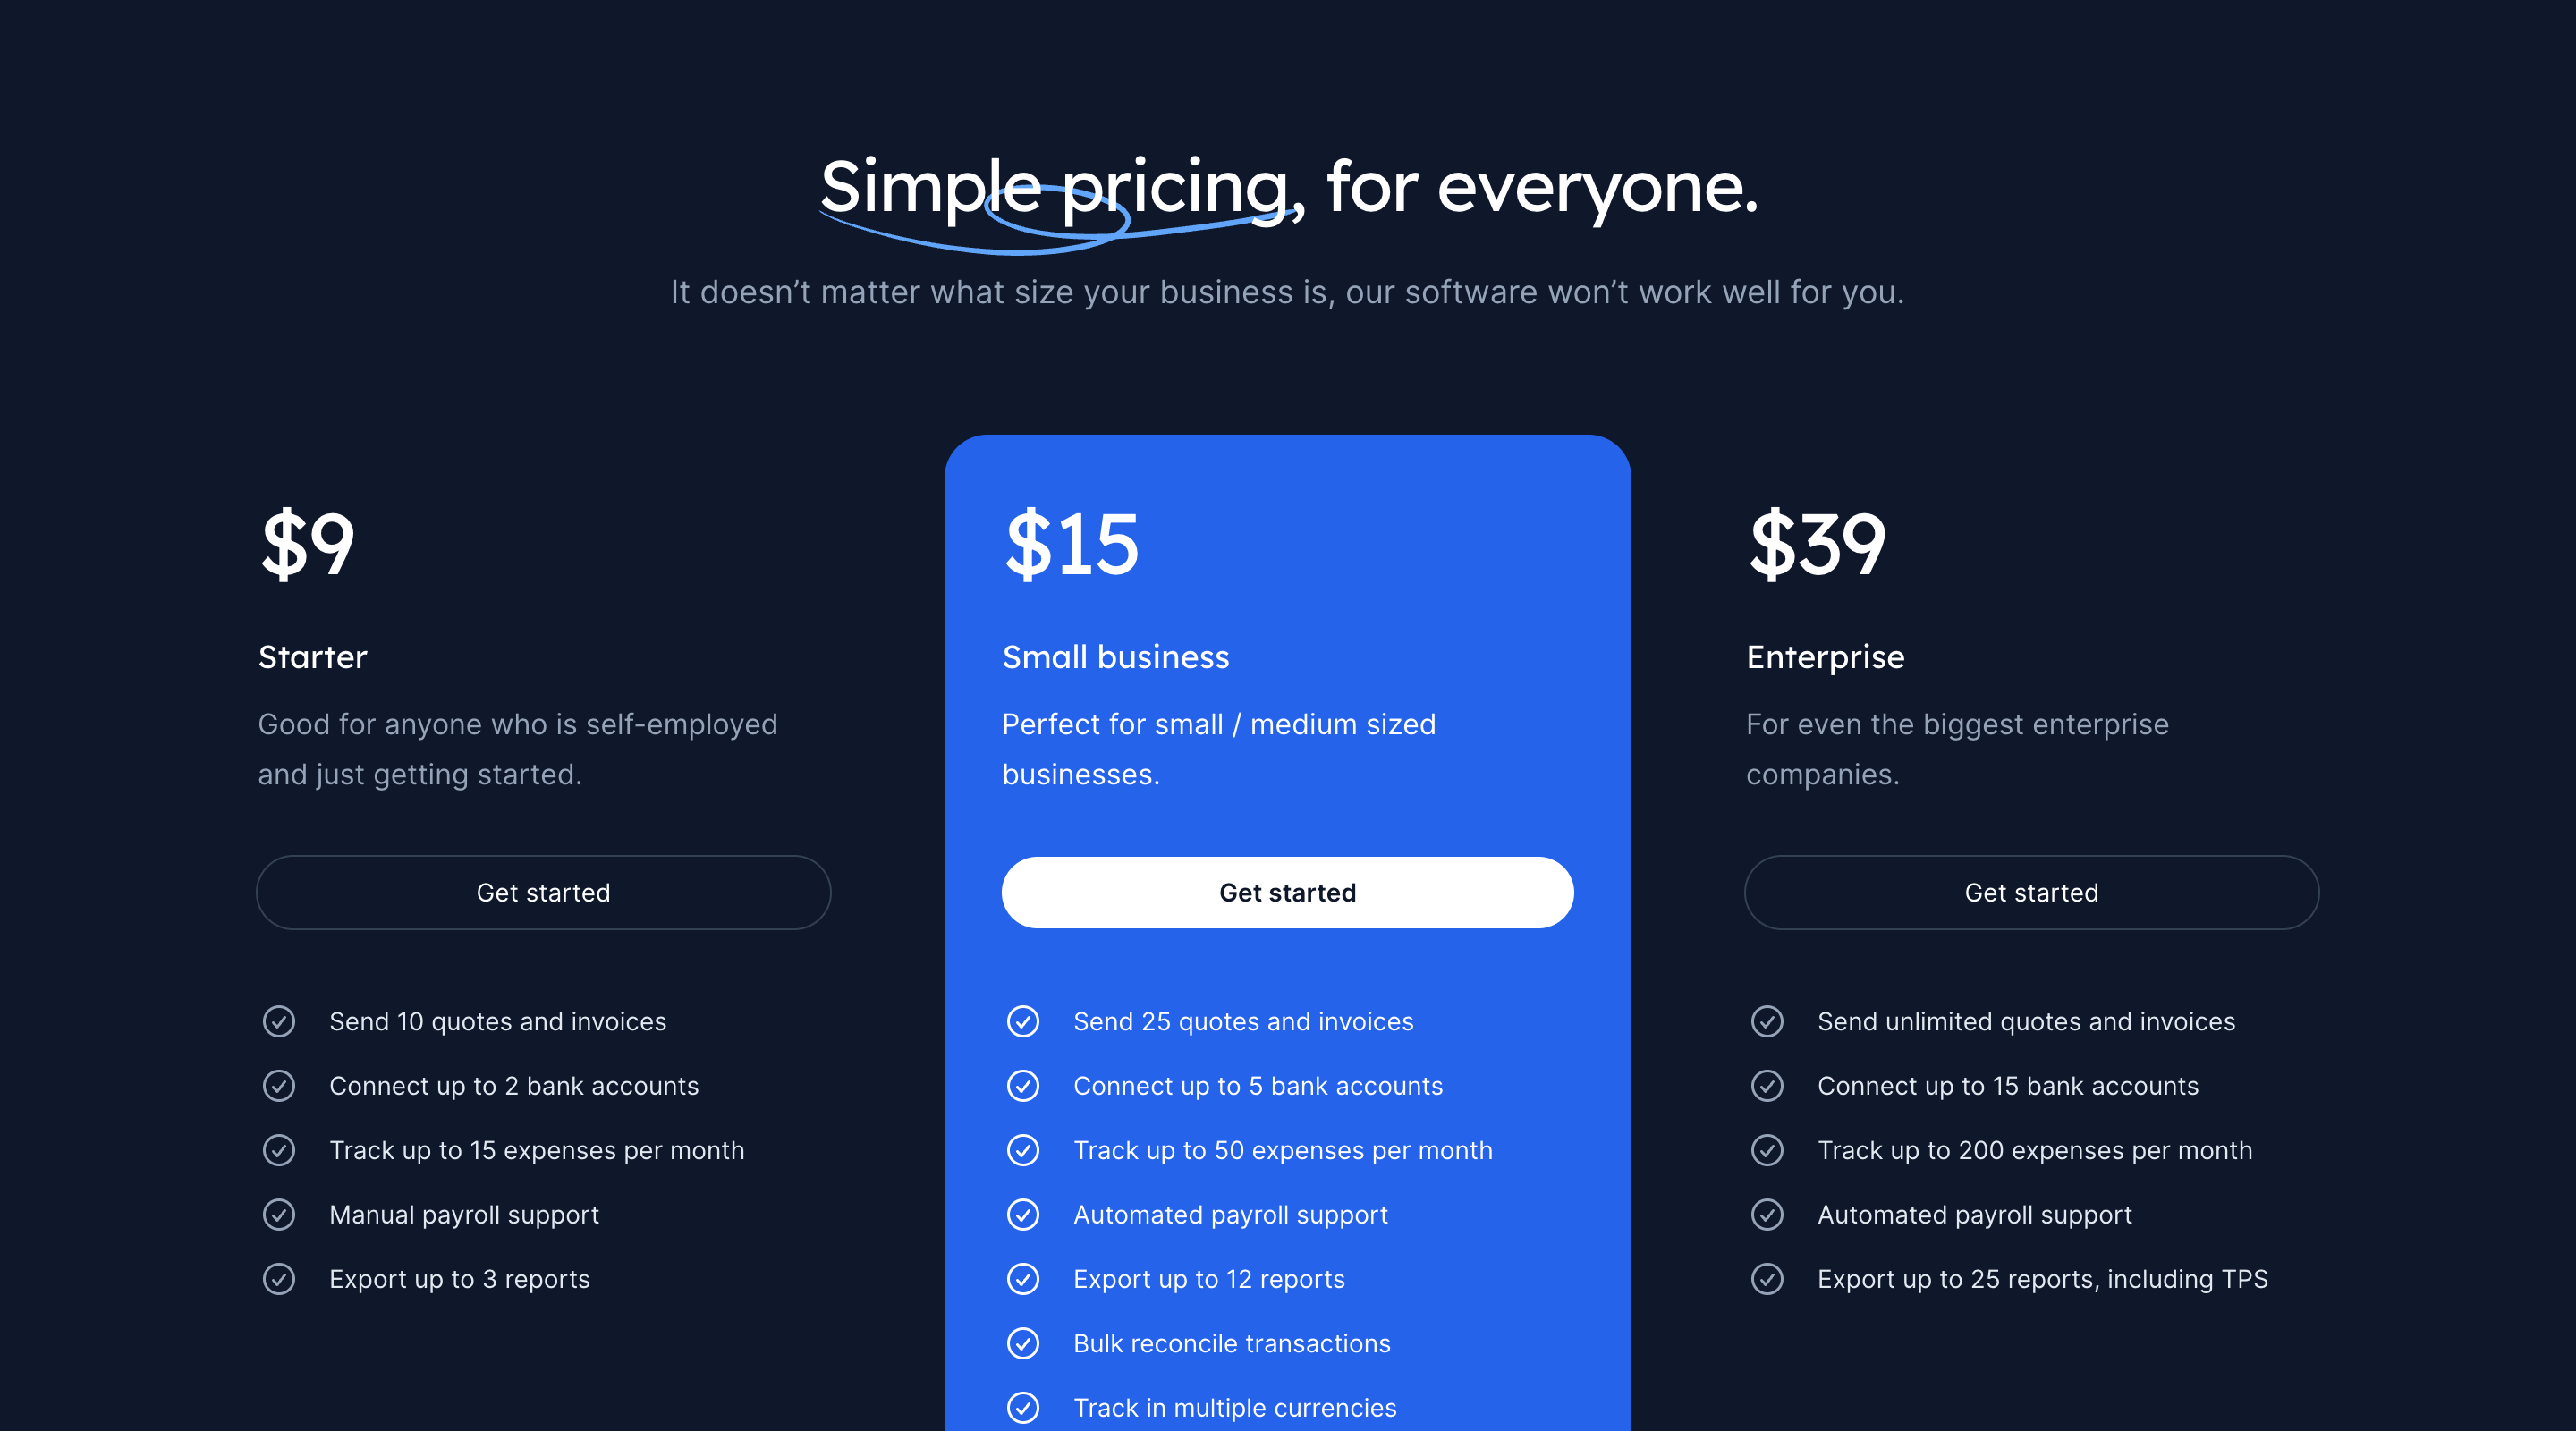 Simple pricing, for everyone.
It doesn’t matter what size your business is, our software won’t work well for you.
$9
Starter
Good for anyone who is self-employed
and just getting started.
Get started
Send 10 quotes and invoices
Connect up to 2 bank accounts
Track up to 15 expenses per month
Manual payroll support
Export up to 3 reports
$15
Small business
Perfect for small / medium sized
businesses.
Get started
Send 25 quotes and invoices
Connect up to 5 bank accounts
Track up to 50 expenses per month
Automated payroll support
Export up to 12 reports
Bulk reconcile transactions
Track in multiple currencies
$39
Enterprise
For even the biggest enterprise
companies.
Get started
Send unlimited quotes and invoices
Connect up to 15 bank accounts
Track up to 200 expenses per month
Automated payroll support
Export up to 25 reports, including TPS